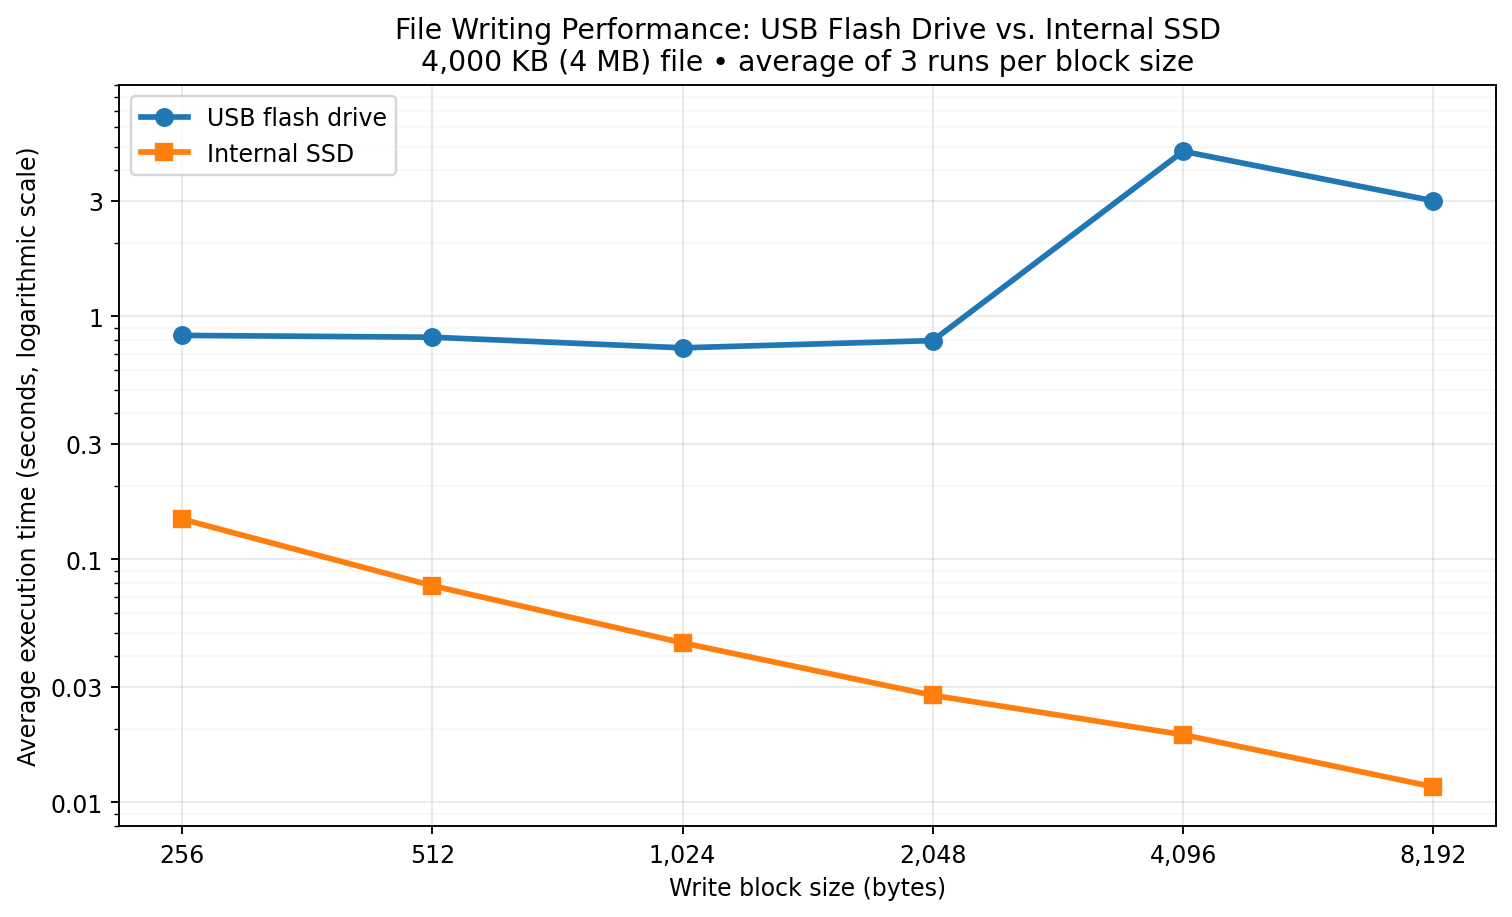 File Writing Performance: USB Flash Drive vs. Internal SSD
4,000 KB (4 MB) file • average of 3 runs per block size
USB flash drive
Internal SSD
Average execution time (seconds, logarithmic scale)
3
1
0.3
0.1
0.03
0.01
256
512
1,024
2,048
4,096
8,192
Write block size (bytes)